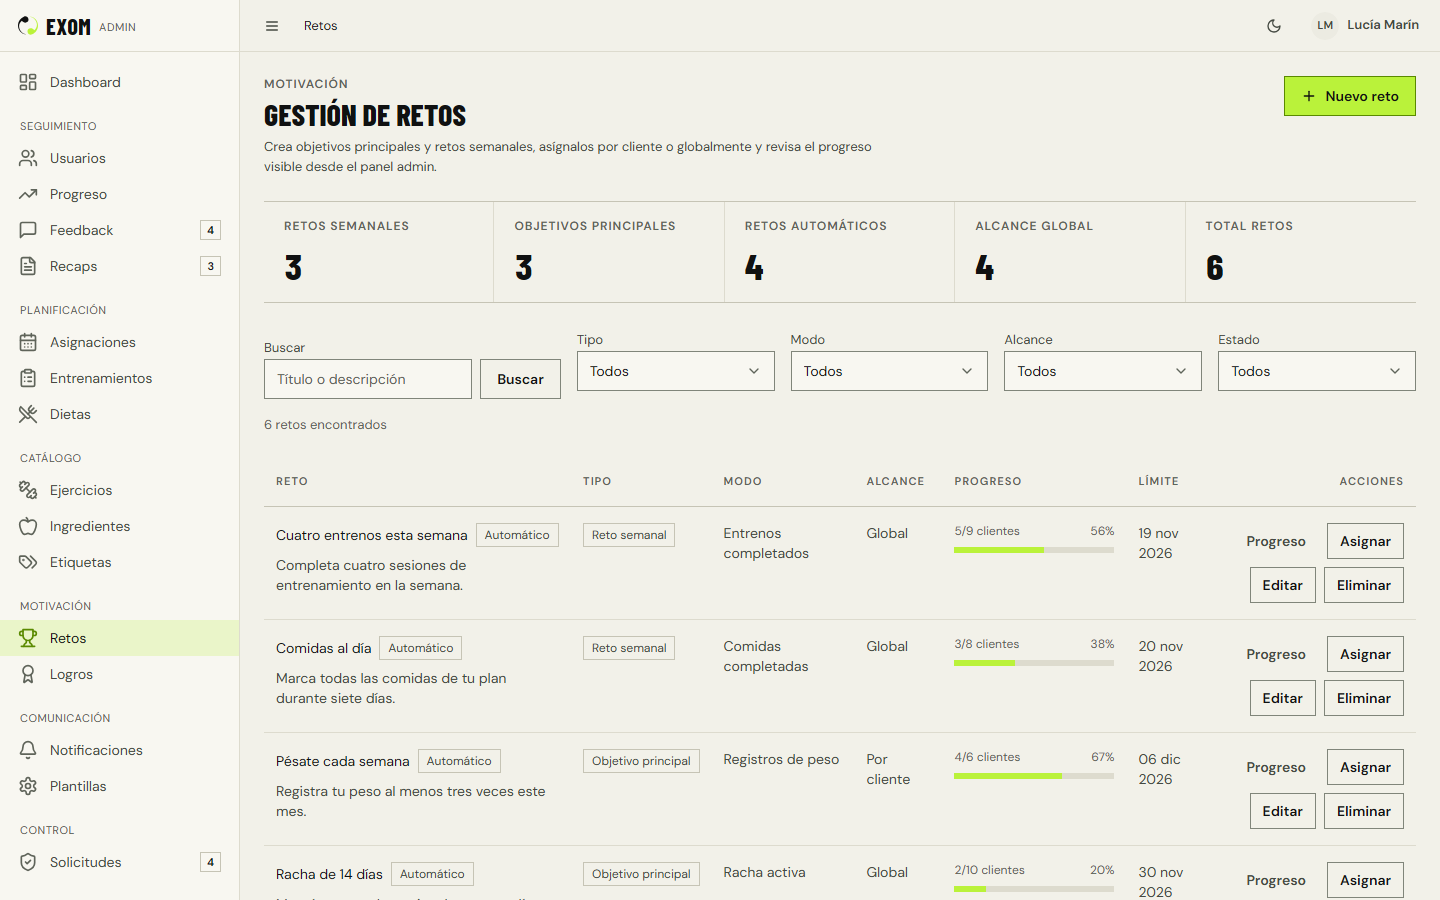 EXOM ADMIN
Retos
LM Lucía Marín
Dashboard
SEGUIMIENTO
Usuarios
Progreso
Feedback 4
Recaps 3
PLANIFICACIÓN
Asignaciones
Entrenamientos
Dietas
CATÁLOGO
Ejercicios
Ingredientes
Etiquetas
MOTIVACIÓN
Retos
Logros
COMUNICACIÓN
Notificaciones
Plantillas
CONTROL
Solicitudes 4
MOTIVACIÓN
GESTIÓN DE RETOS
Crea objetivos principales y retos semanales, asígnalos por cliente o globalmente y revisa el progreso
visible desde el panel admin.
Nuevo reto
RETOS SEMANALES
3
OBJETIVOS PRINCIPALES
3
RETOS AUTOMÁTICOS
4
ALCANCE GLOBAL
4
TOTAL RETOS
6
Buscar
Título o descripción
Buscar
Tipo
Todos
Modo
Todos
Alcance
Todos
Estado
Todos
6 retos encontrados
RETO TIPO MODO ALCANCE PROGRESO LÍMITE ACCIONES
Cuatro entrenos esta semana Automático
Completa cuatro sesiones de
entrenamiento en la semana.
Reto semanal
Entrenos
completados
Global
5/9 clientes 56%
19 nov
2026
Progreso Asignar
Editar Eliminar
Comidas al día Automático
Marca todas las comidas de tu plan
durante siete días.
Reto semanal
Comidas
completadas
Global
3/8 clientes 38%
20 nov
2026
Progreso Asignar
Editar Eliminar
Pésate cada semana Automático
Registra tu peso al menos tres veces este
mes.
Objetivo principal
Registros de peso
Por
cliente
4/6 clientes 67%
06 dic
2026
Progreso Asignar
Editar Eliminar
Racha de 14 días Automático
Objetivo principal
Racha activa
Global
2/10 clientes 20%
30 nov
2026
Progreso Asignar